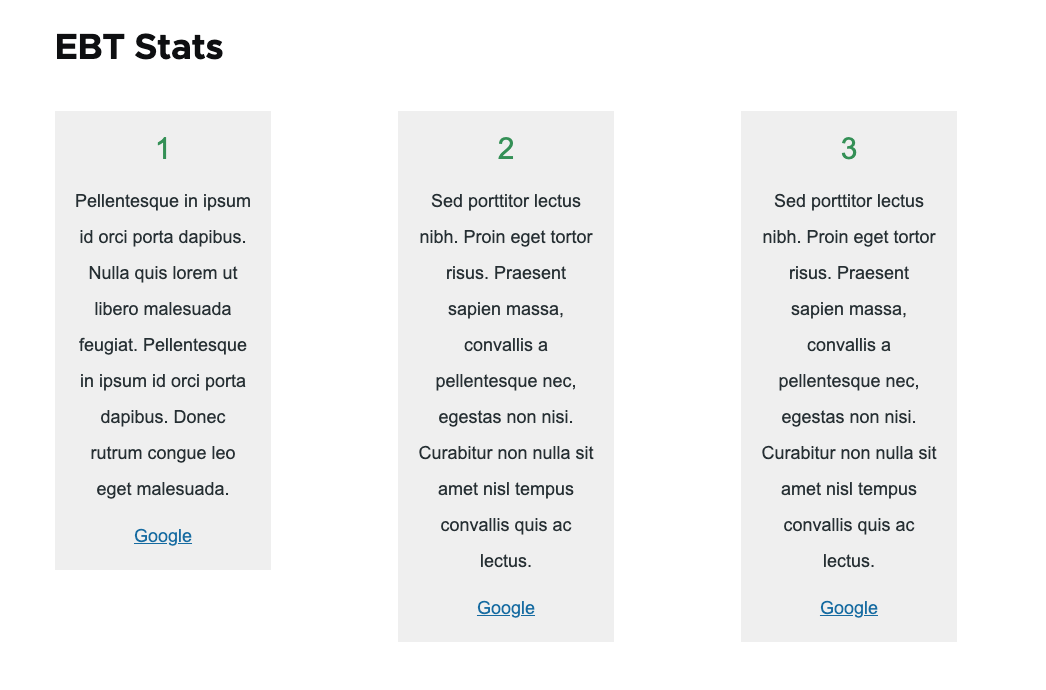 EBT Stats
1
Pellentesque in ipsum
id orci porta dapibus.
Nulla quis lorem ut
libero malesuada
feugiat. Pellentesque
in ipsum id orci porta
dapibus. Donec
rutrum congue leo
eget malesuada.
Google
2
Sed porttitor lectus
nibh. Proin eget tortor
risus. Praesent
sapien massa,
convallis a
pellentesque nec,
egestas non nisi.
Curabitur non nulla sit
amet nisl tempus
convallis quis ac
lectus.
Google
3
Sed porttitor lectus
nibh. Proin eget tortor
risus. Praesent
sapien massa,
convallis a
pellentesque nec,
egestas non nisi.
Curabitur non nulla sit
amet nisl tempus
convallis quis ac
lectus.
Google